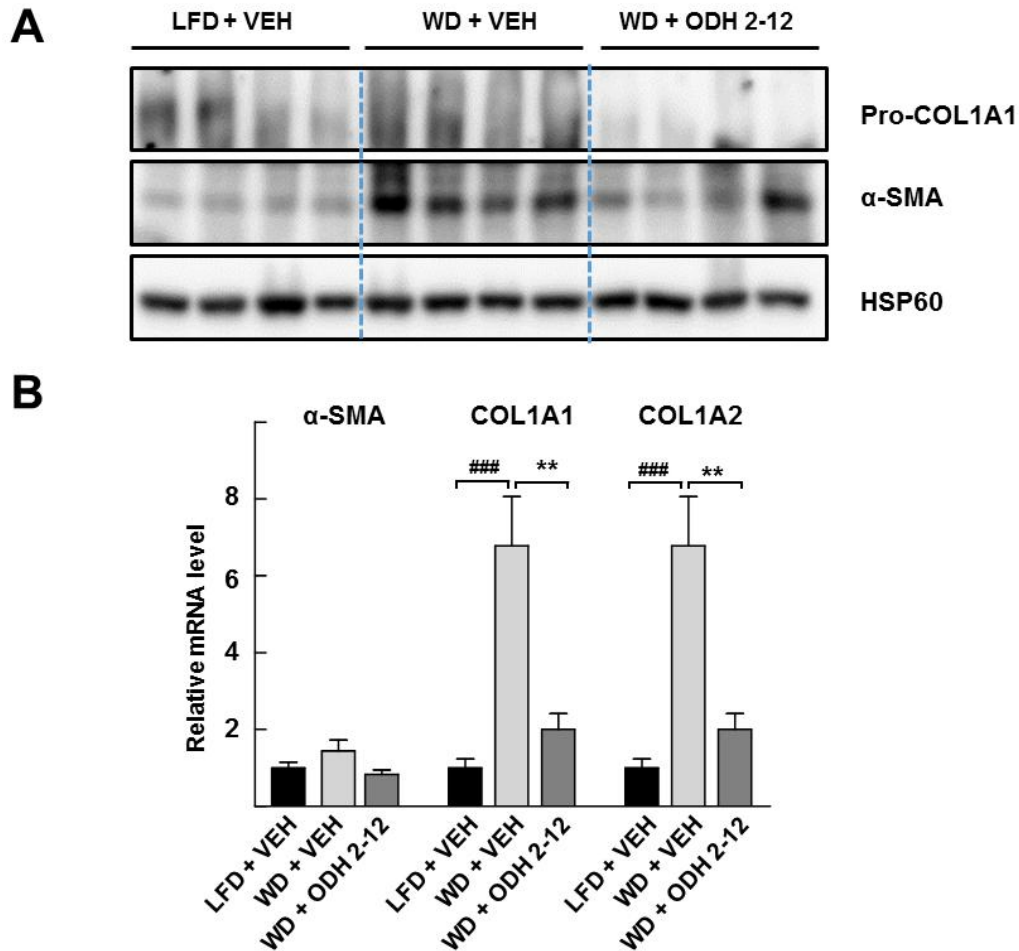 A
LFD + VEH WD + VEH WD + ODH 2-12
Pro-COL1A1
α-SMA
HSP60
B
α-SMA COL1A1 COL1A2
### ** ### **
Relative mRNA level
8
6
4
2
LFD + VEH
WD + VEH
WD + ODH 2-12
LFD + VEH
WD + VEH
WD + ODH 2-12
LFD + VEH
WD + VEH
WD + ODH 2-12